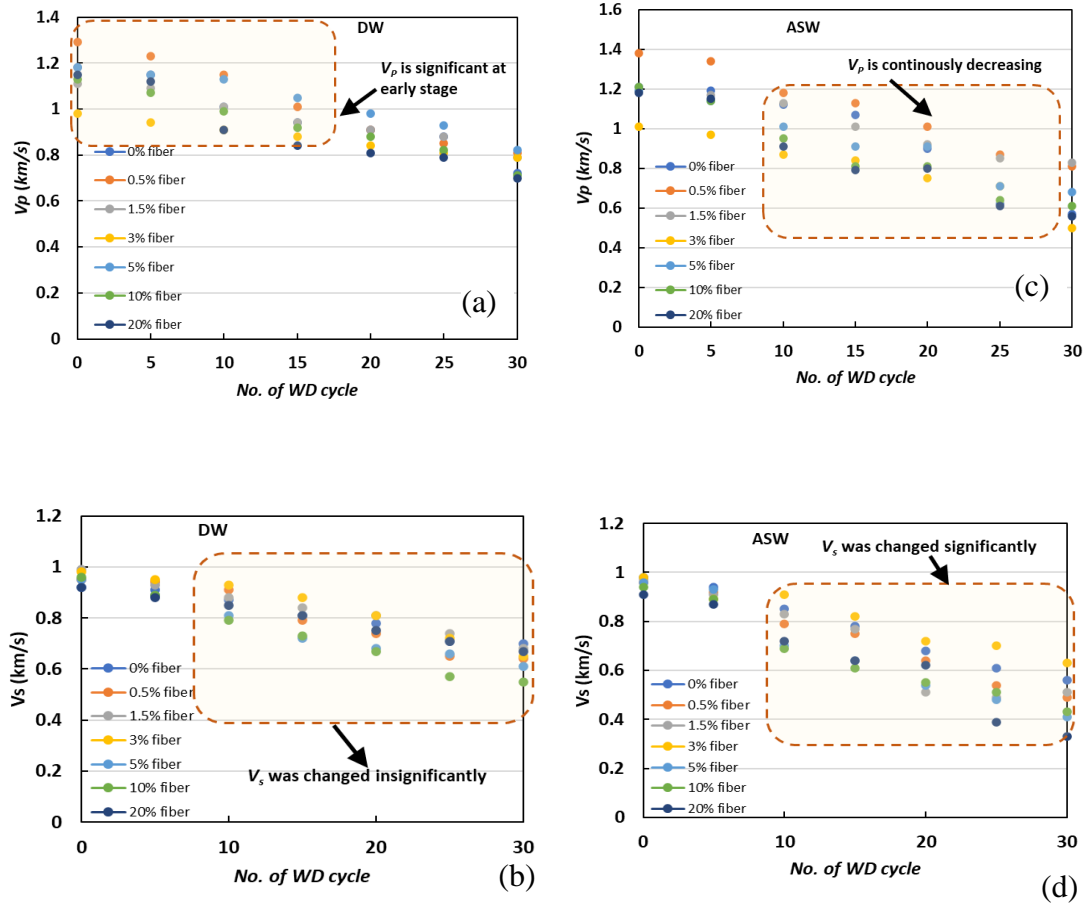 DW
Vp is significant at
early stage
Vp (km/s)
1.4
1.2
1
0.8
0.6
0.4
0.2
0
0% fiber
0.5% fiber
1.5% fiber
3% fiber
5% fiber
10% fiber
20% fiber
(a)
0 5 10 15 20 25 30
No. of WD cycle
ASW
Vp is continously decreasing
Vp (km/s)
1.6
1.4
1.2
1
0.8
0.6
0.4
0.2
0
0% fiber
0.5% fiber
1.5% fiber
3% fiber
5% fiber
10% fiber
20% fiber
(c)
0 5 10 15 20 25 30
No. of WD cycle
DW
Vs (km/s)
1.2
1
0.8
0.6
0.4
0.2
0
0% fiber
0.5% fiber
1.5% fiber
3% fiber
5% fiber
10% fiber
20% fiber
Vs was changed insignificantly
0 10 20 30
No. of WD cycle
(b)
ASW
Vs was changed significantly
Vs (km/s)
1.2
1
0.8
0.6
0.4
0.2
0
0% fiber
0.5% fiber
1.5% fiber
3% fiber
5% fiber
10% fiber
20% fiber
0 10 20 30
No. of WD cycle
(d)